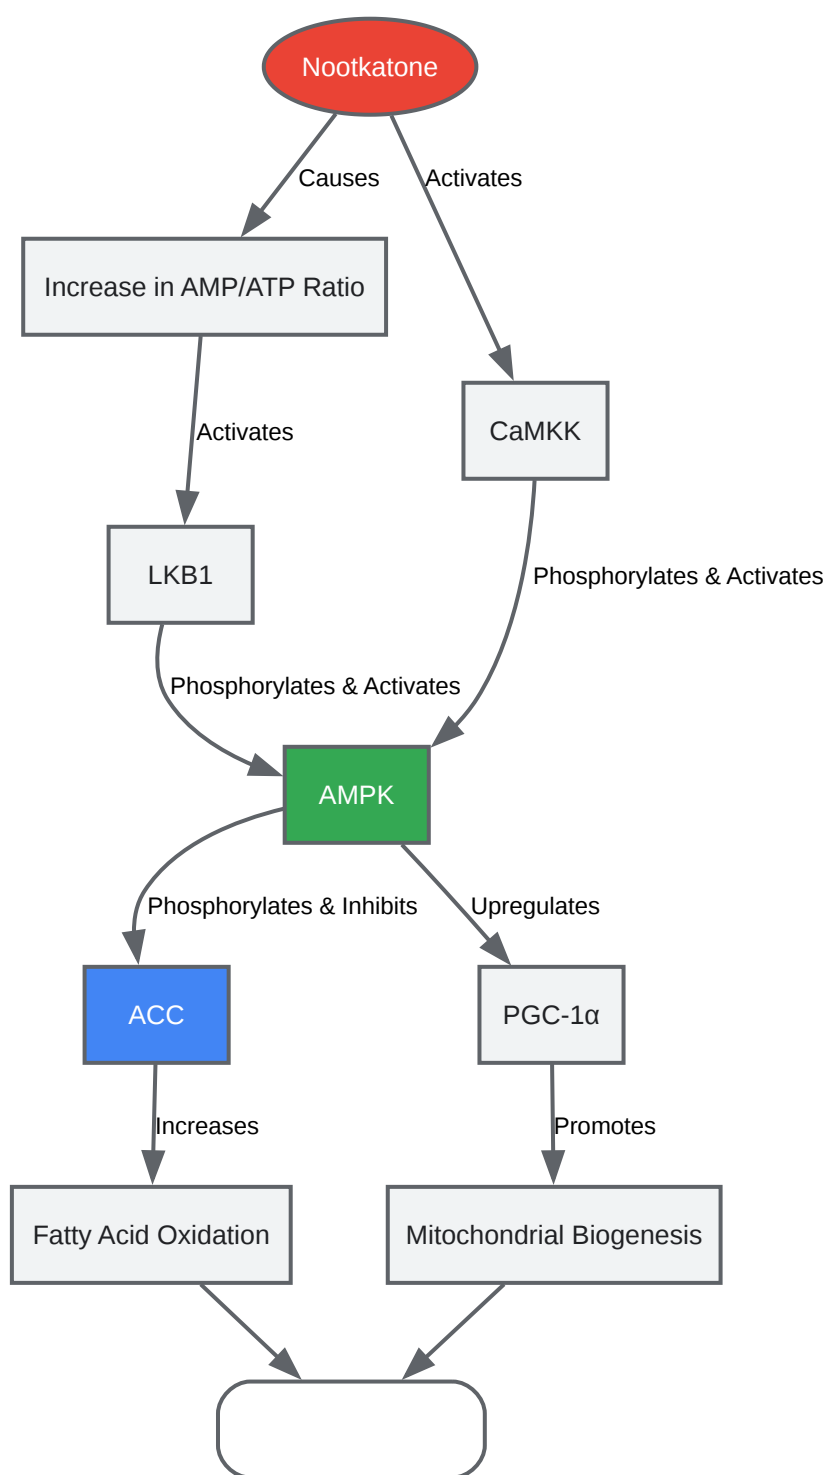 Nootkatone
Causes
Activates
Increase in AMP/ATP Ratio
Activates
CaMKK
LKB1
Phosphorylates & Activates
Phosphorylates & Activates
AMPK
Phosphorylates & Inhibits
Upregulates
ACC
PGC-1α
Increases
Promotes
Fatty Acid Oxidation
Mitochondrial Biogenesis